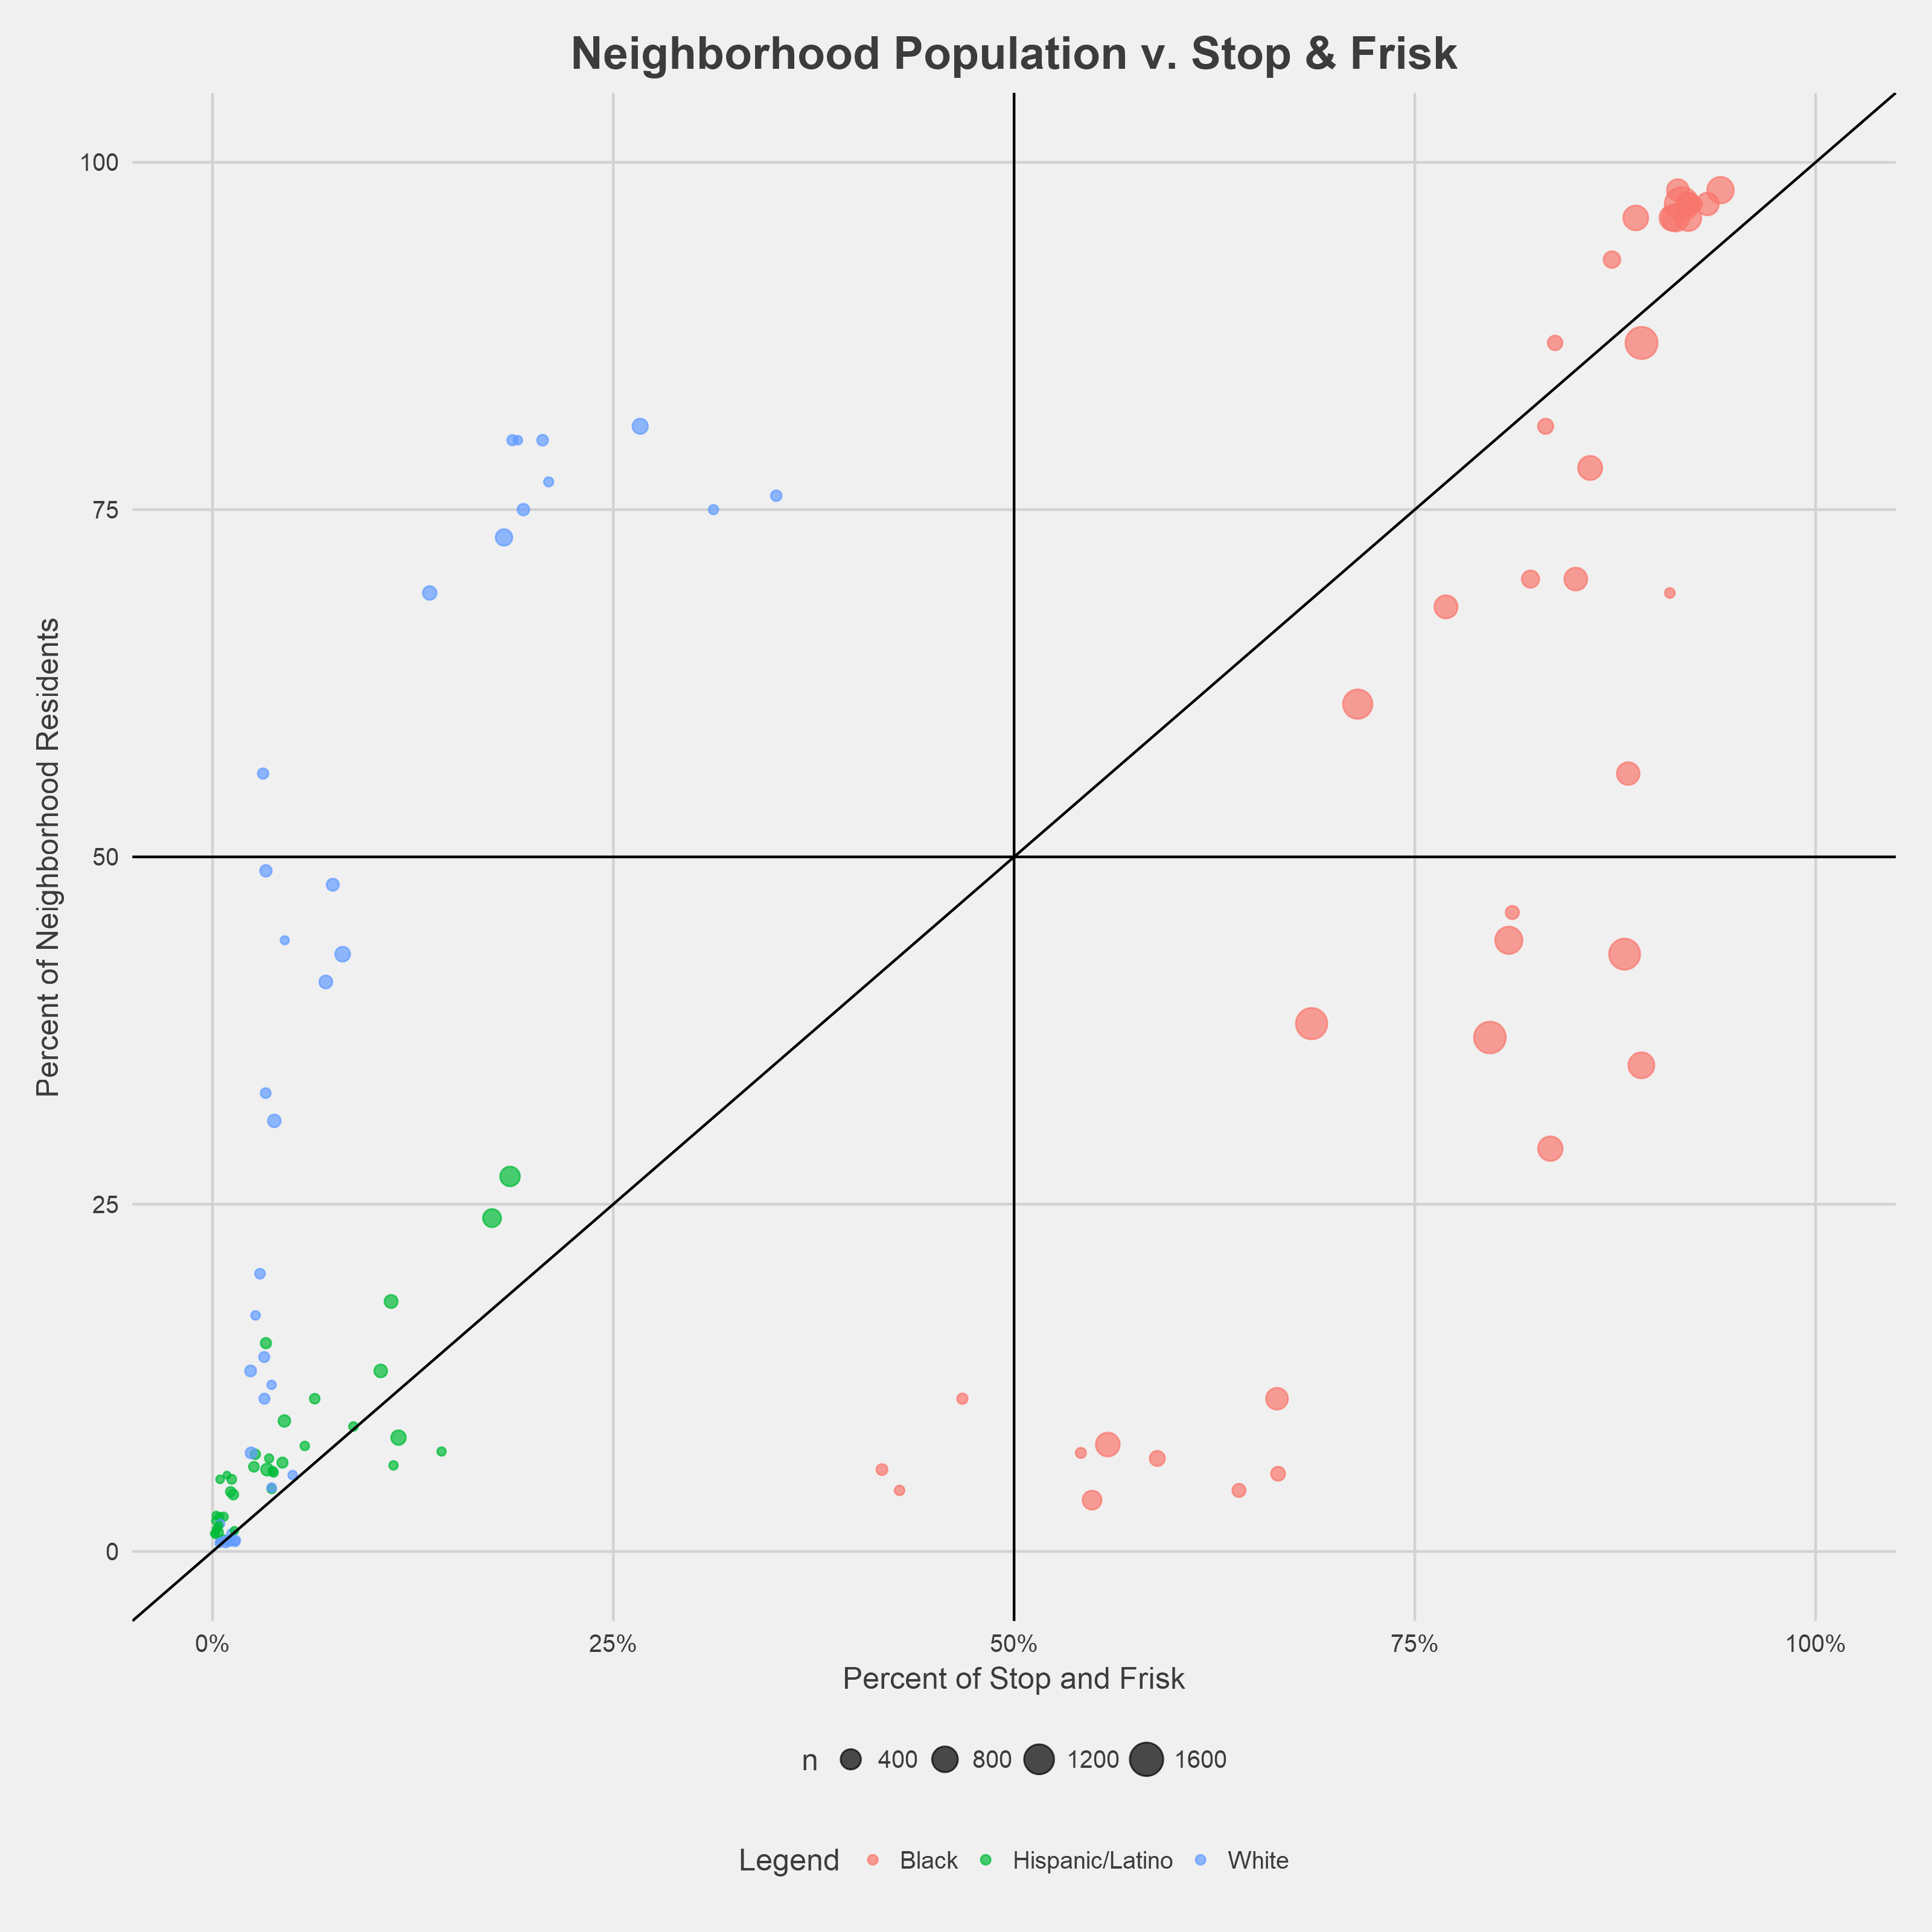 Neighborhood Population v. Stop & Frisk
Percent of Neighborhood Residents
100
75
50
25
0
0% 25% 50% 75% 100%
Percent of Stop and Frisk
n 400 800 1200 1600
Legend Black Hispanic/Latino White